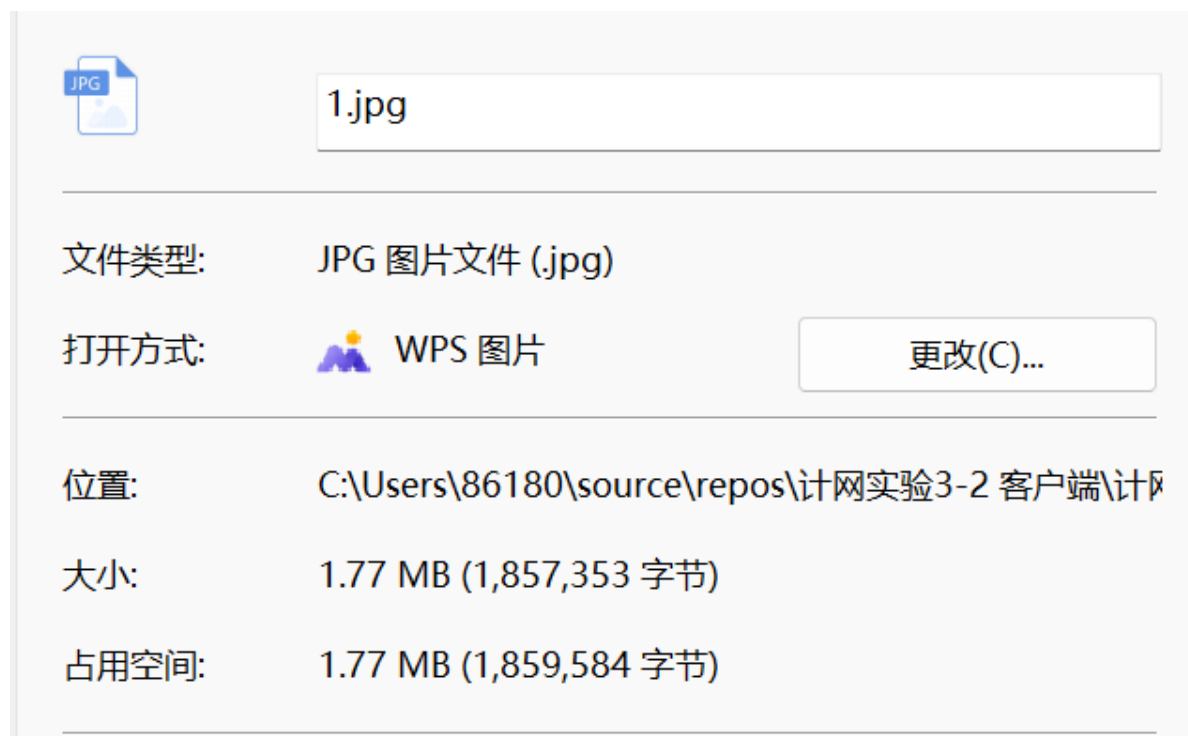 JPG
1.jpg
文件类型: JPG 图片文件 (.jpg)
打开方式: WPS 图片 更改(C)...
位置: C:\Users\86180\source\repos\计网实验3-2 客户端\计网
大小: 1.77 MB (1,857,353 字节)
占用空间: 1.77 MB (1,859,584 字节)